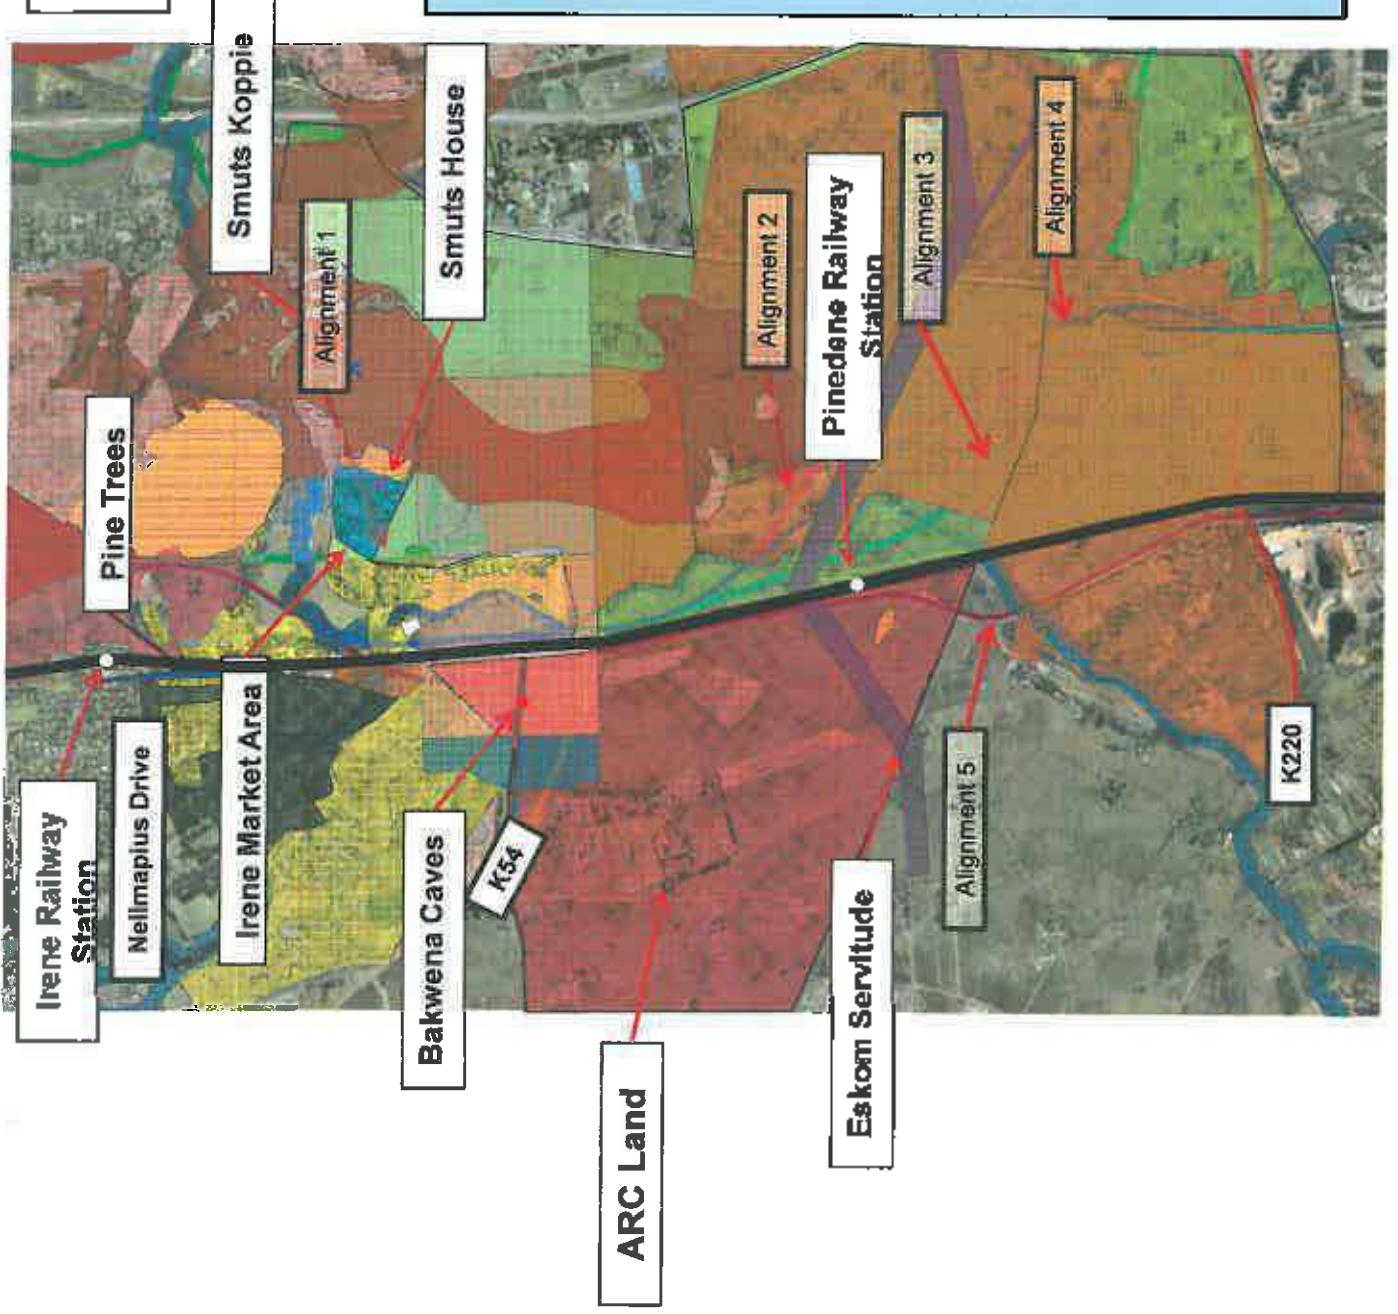 Irene Railway
Station
Nellmapius Drive
Pine Trees
Irene Market Area
Smuts Koppie
Alignment 1
Smuts House
Bakwena Caves
K54
ARC Land
Alignment 2
Pinedene Railway
Station
Eskom Servitude
Alignment 3
Alignment 5
Alignment 4
K220